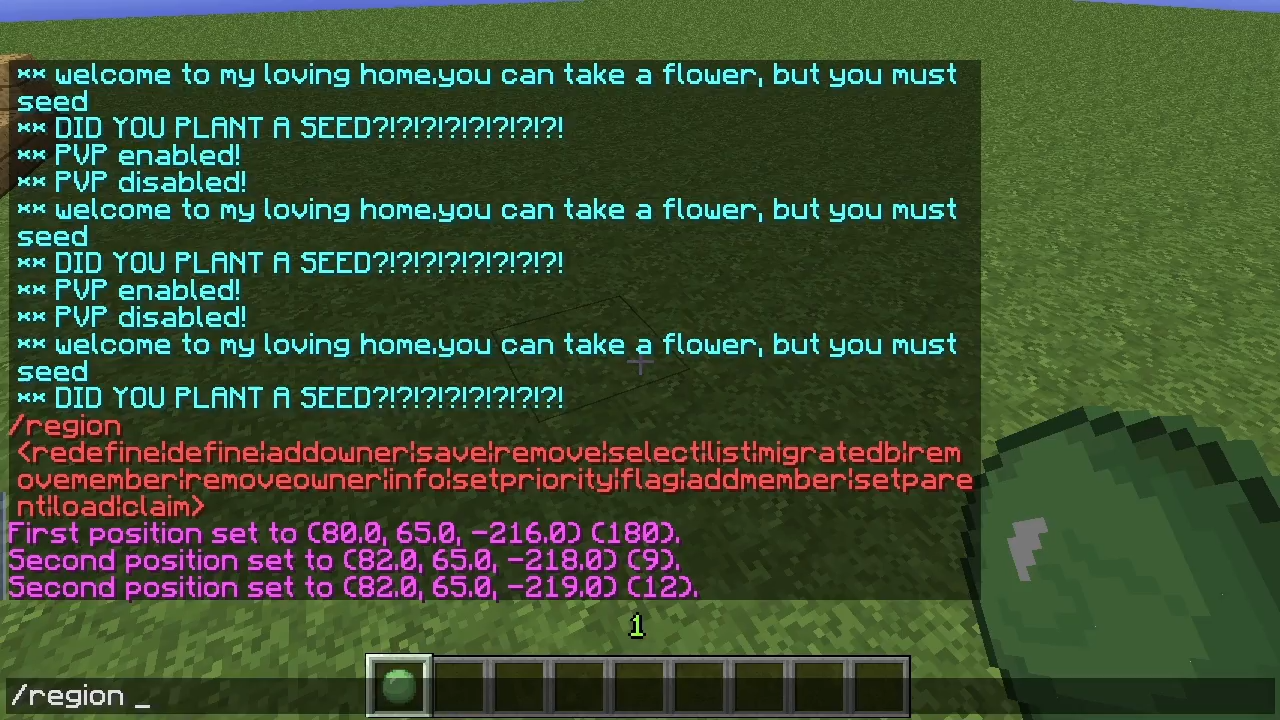 ** welcome to my loving home.you can take a flower, but you must
seed
** DID YOU PLANT A SEED?!?!?!?!?!?!?!?!
** PVP enabled!
** PVP disabled!
** welcome to my loving home.you can take a flower, but you must
seed
** DID YOU PLANT A SEED?!?!?!?!?!?!?!?!
** PVP enabled!
** PVP disabled!
** welcome to my loving home.you can take a flower, but you must
seed
** DID YOU PLANT A SEED?!?!?!?!?!?!?!?!
/region
<redefine|define|addowner|save|remove|select|list|migratedb|rem
ovemember|removeowner|info|setpriority|flag|addmember|setpare
nt|load|claim>
First position set to (80.0, 65.0, -216.0) (180).
Second position set to (82.0, 65.0, -218.0) (9).
Second position set to (82.0, 65.0, -219.0) (12).
1
/region _